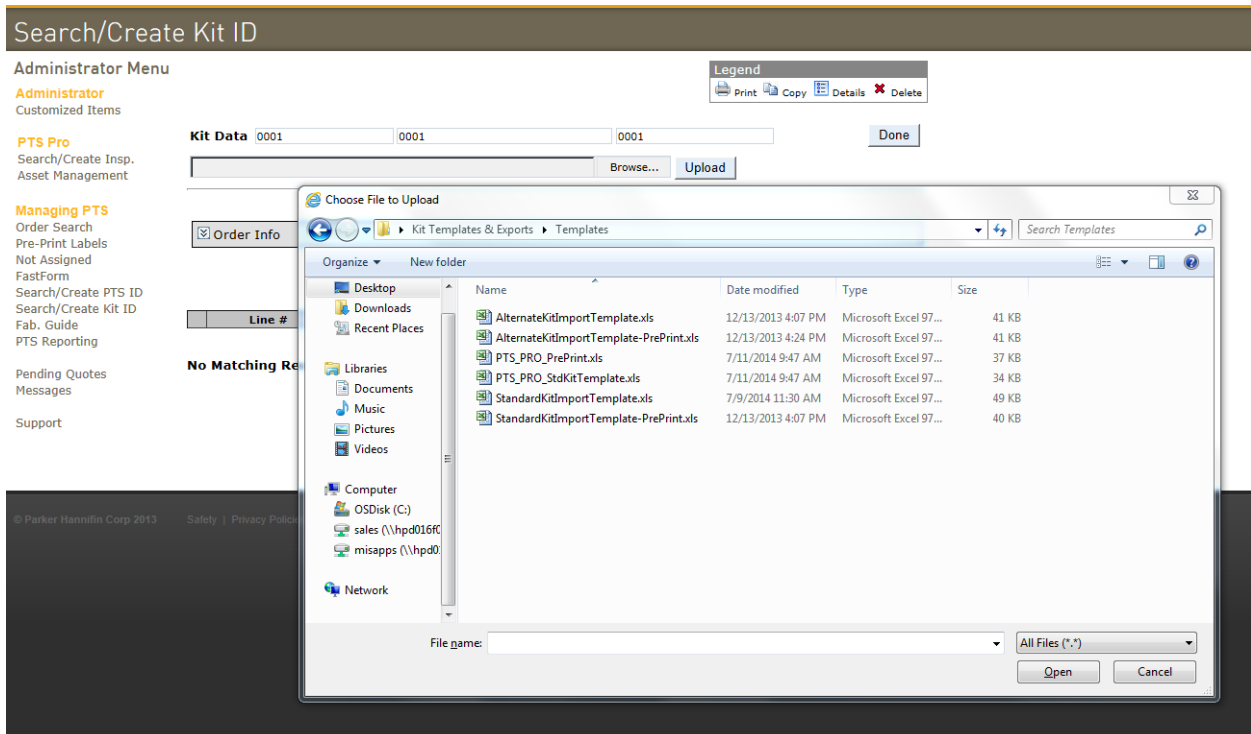 Search/Create Kit ID
Administrator Menu
Administrator
Customized Items
PTS Pro
Search/Create Insp.
Asset Management
Managing PTS
Order Search
Pre-Print Labels
Not Assigned
FastForm
Search/Create PTS ID
Search/Create Kit ID
Fab. Guide
PTS Reporting
Pending Quotes
Messages
Support
Legend
Print Copy Details Delete
Kit Data 0001 0001 0001 Done
Browse... Upload
Order Info
Line #
No Matching Re
Choose File to Upload
Kit Templates & Exports Templates Search Templates
Organize New folder
Desktop
Downloads
Recent Places
Libraries
Documents
Music
Pictures
Videos
Computer
OSDisk (C:)
sales (\\hpd016f0
misapps (\\hpd0
Network
Name Date modified Type Size
AlternateKitImportTemplate.xls 12/13/2013 4:07 PM Microsoft Excel 97... 41 KB
AlternateKitImportTemplate-PrePrint.xls 12/13/2013 4:24 PM Microsoft Excel 97... 41 KB
PTS_PRO_PrePrint.xls 7/11/2014 9:47 AM Microsoft Excel 97... 37 KB
PTS_PRO_StdKitTemplate.xls 7/11/2014 9:47 AM Microsoft Excel 97... 34 KB
StandardKitImportTemplate.xls 7/9/2014 11:30 AM Microsoft Excel 97... 49 KB
StandardKitImportTemplate-PrePrint.xls 12/13/2013 4:07 PM Microsoft Excel 97... 40 KB
File name: All Files (*.*)
Open Cancel
© Parker Hannifin Corp 2013 Safety | Privacy Policie